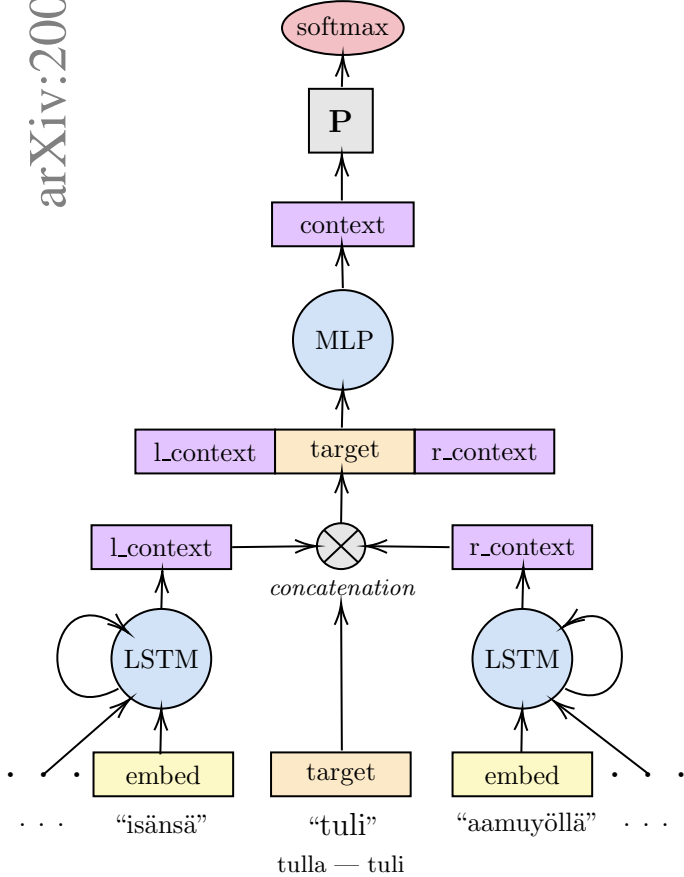 softmax
arXiv:200
P
context
MLP
l_context target r_context
l_context r_context
concatenation
LSTM LSTM
. . . embed target embed . . .
. . . “isänsä” “tuli” “aamuyöllä” . . .
tulla — tuli